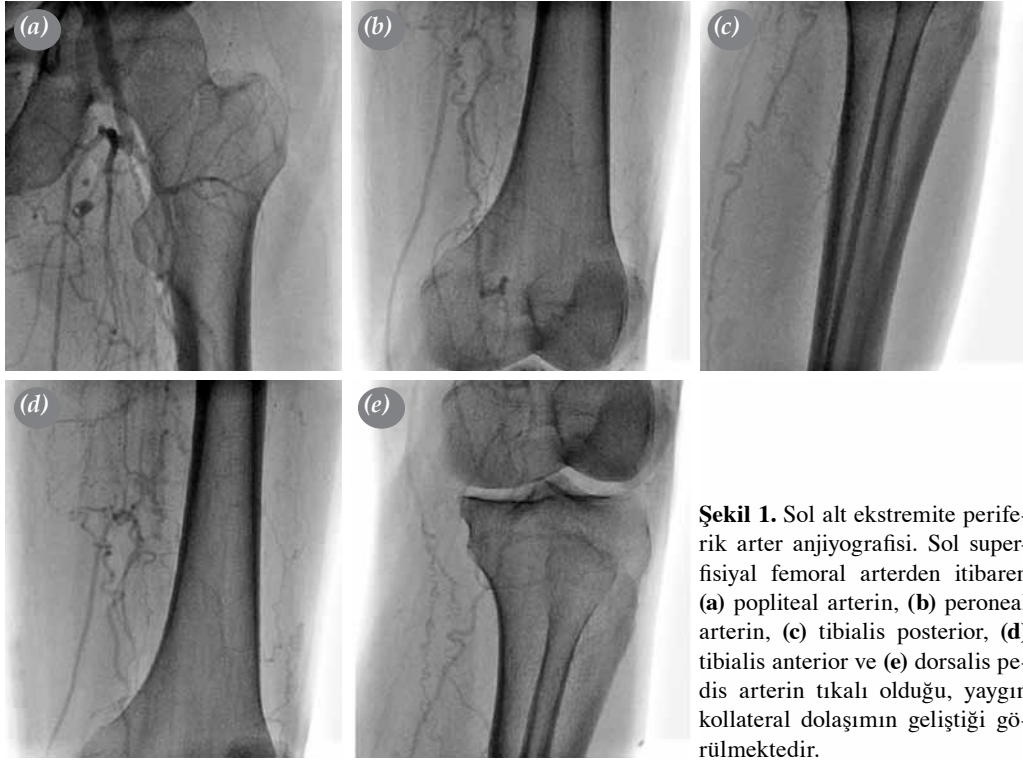 (a)
(b)
(c)
(d)
(e)
Şekil 1. Sol alt ekstremite perife-
rik arter anjiyografisi. Sol super-
fisiyal femoral arterden itibaren
(a) popliteal arterin, (b) peroneal
arterin, (c) tibialis posterior, (d)
tibialis anterior ve (e) dorsalis pe-
dis arterin tıkalı olduğu, yaygın
kollateral dolaşımın geliştiği gö-
rülmektedir.